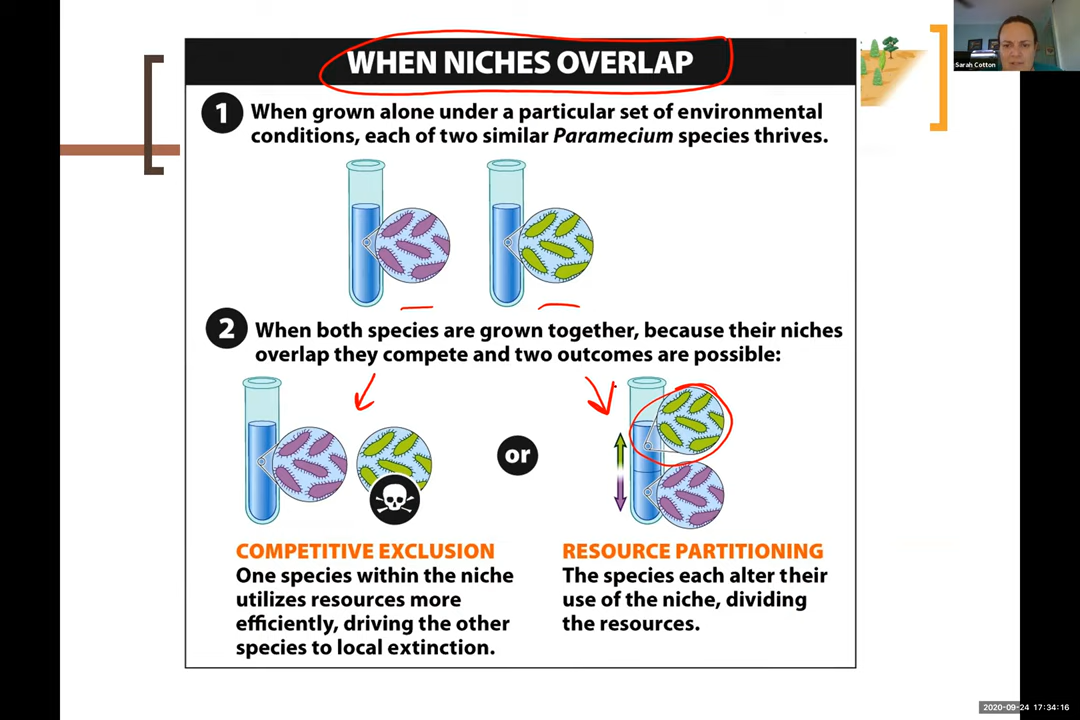 WHEN NICHES OVERLAP
Sarah Cotton
1 When grown alone under a particular set of environmental
conditions, each of two similar Paramecium species thrives.
2 When both species are grown together, because their niches
overlap they compete and two outcomes are possible:
or
COMPETITIVE EXCLUSION
One species within the niche
utilizes resources more
efficiently, driving the other
species to local extinction.
RESOURCE PARTITIONING
The species each alter their
use of the niche, dividing
the resources.
2020-09-24 17:34:16